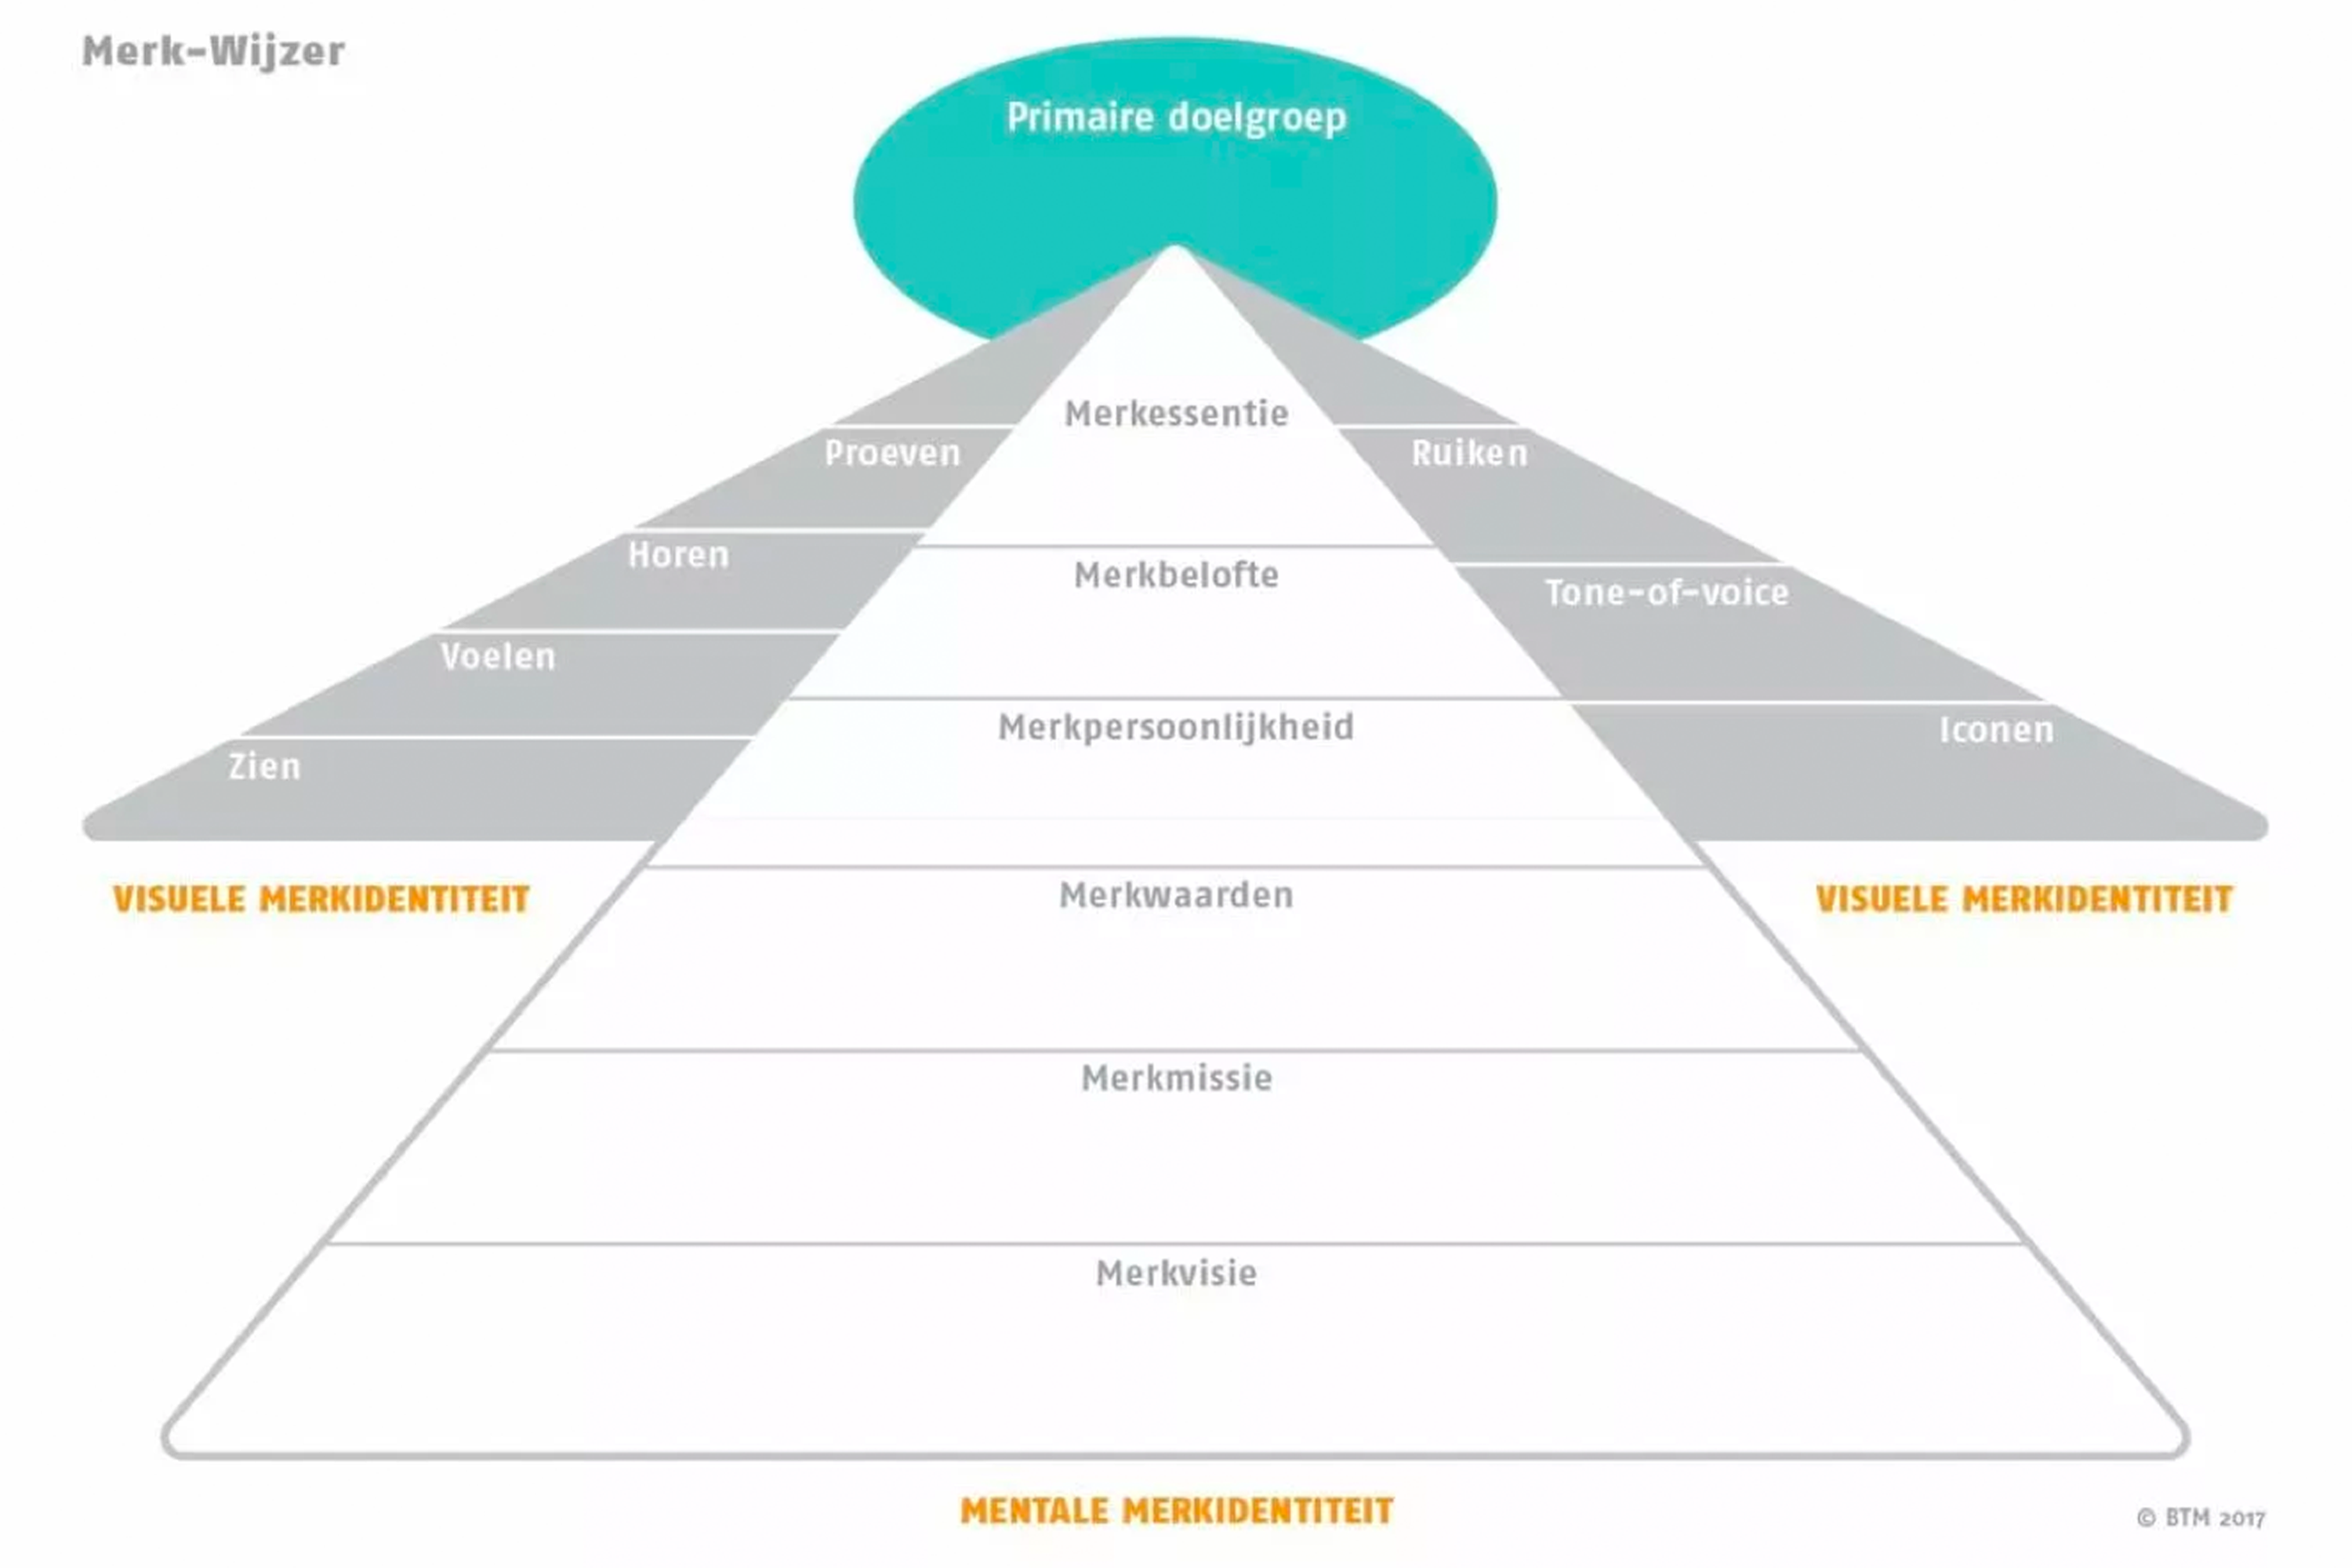 Merk-Wijzer
Primaire doelgroep
Merkessentie
Proeven
Ruiken
Horen
Merkbelofte
Tone-of-voice
Voelen
Merkpersoonlijkheid
Iconen
Zien
VISUELE MERKIDENTITEIT
Merkwaarden
VISUELE MERKIDENTITEIT
Merkmissie
Merkvisie
MENTALE MERKIDENTITEIT
© BTM 2017